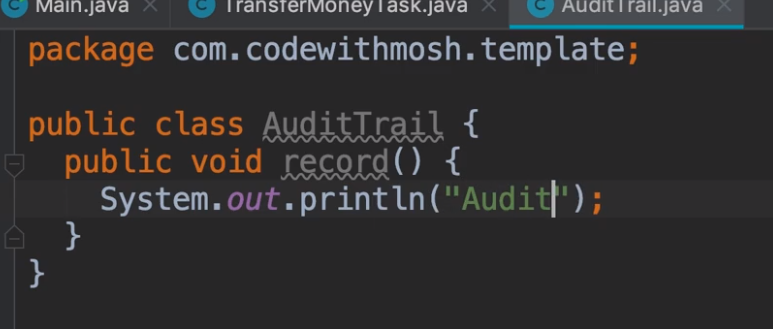 Main.java TransferMoneyTask.java AuditTrail.java
package com.codewithmosh.template;
public class AuditTrail {
public void record() {
System.out.println("Audit");
}
}